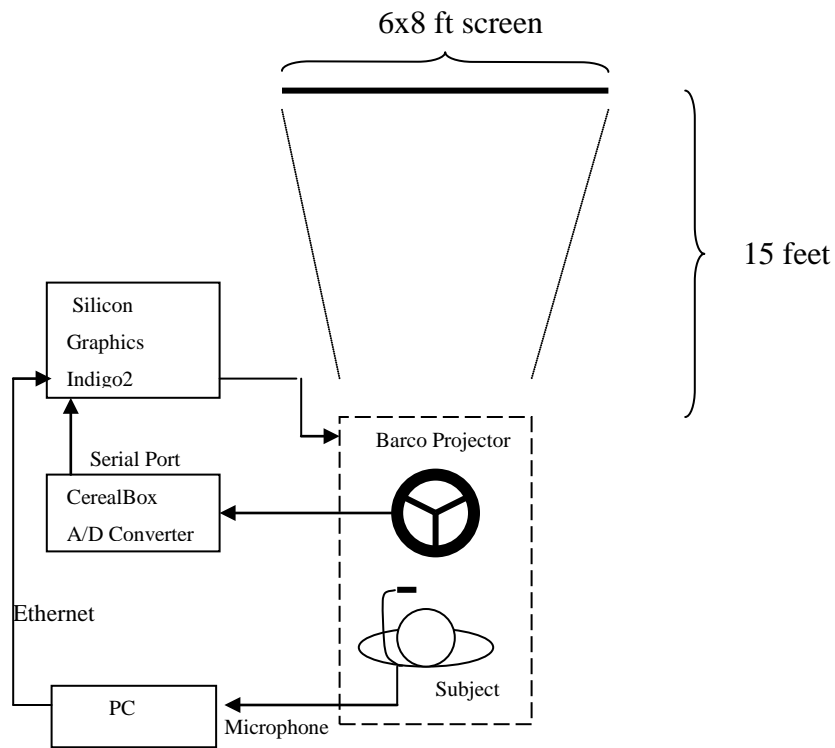 6x8 ft screen
15 feet
Silicon
Graphics
Indigo2
Barco Projector
Serial Port
CerealBox
A/D Converter
Ethernet
Subject
PC
Microphone